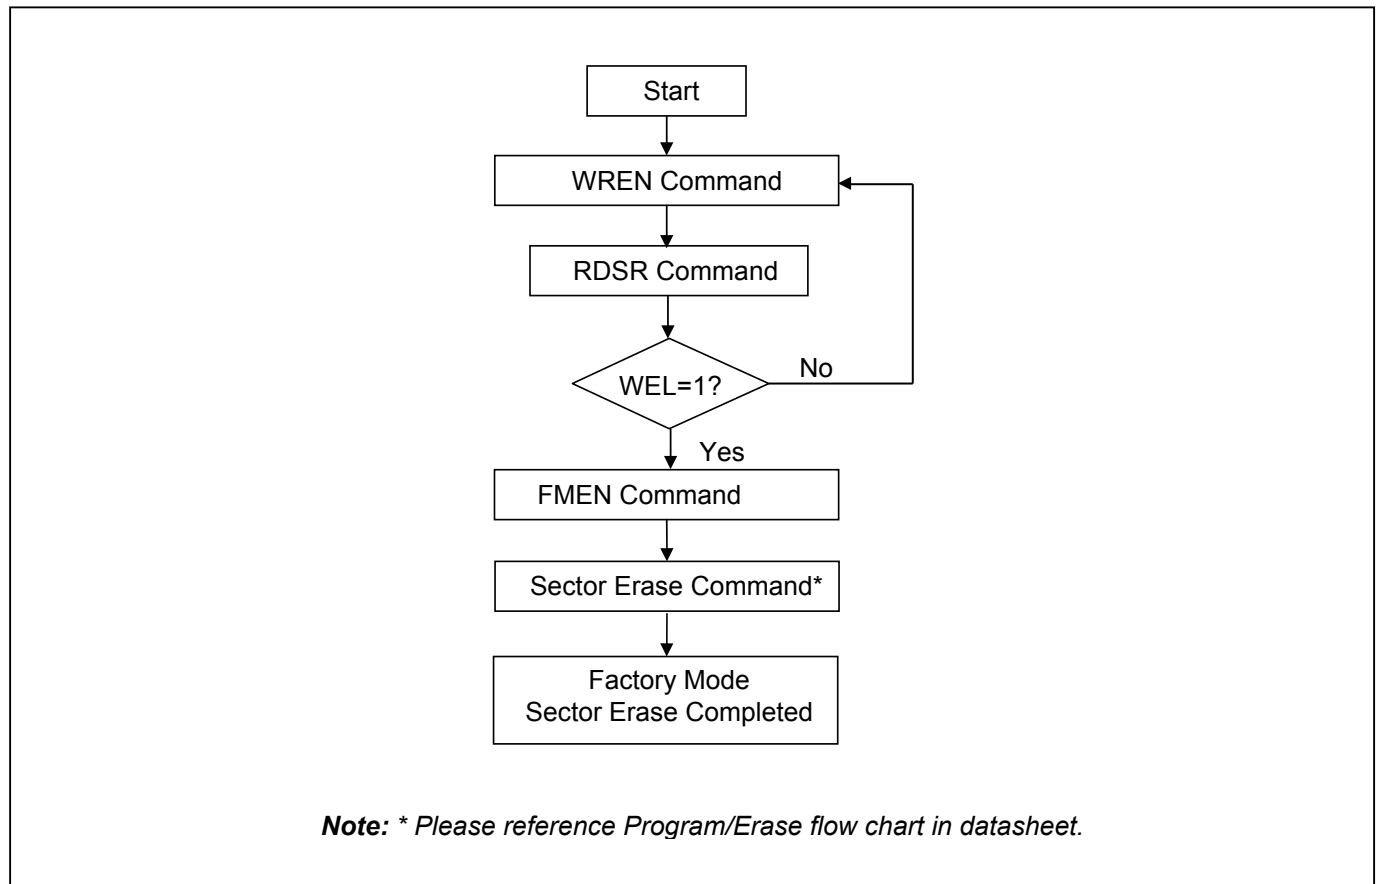 Start
WREN Command
RDSR Command
WEL=1?
No
Yes
FMEN Command
Sector Erase Command*
Factory Mode
Sector Erase Completed
Note: * Please reference Program/Erase flow chart in datasheet.